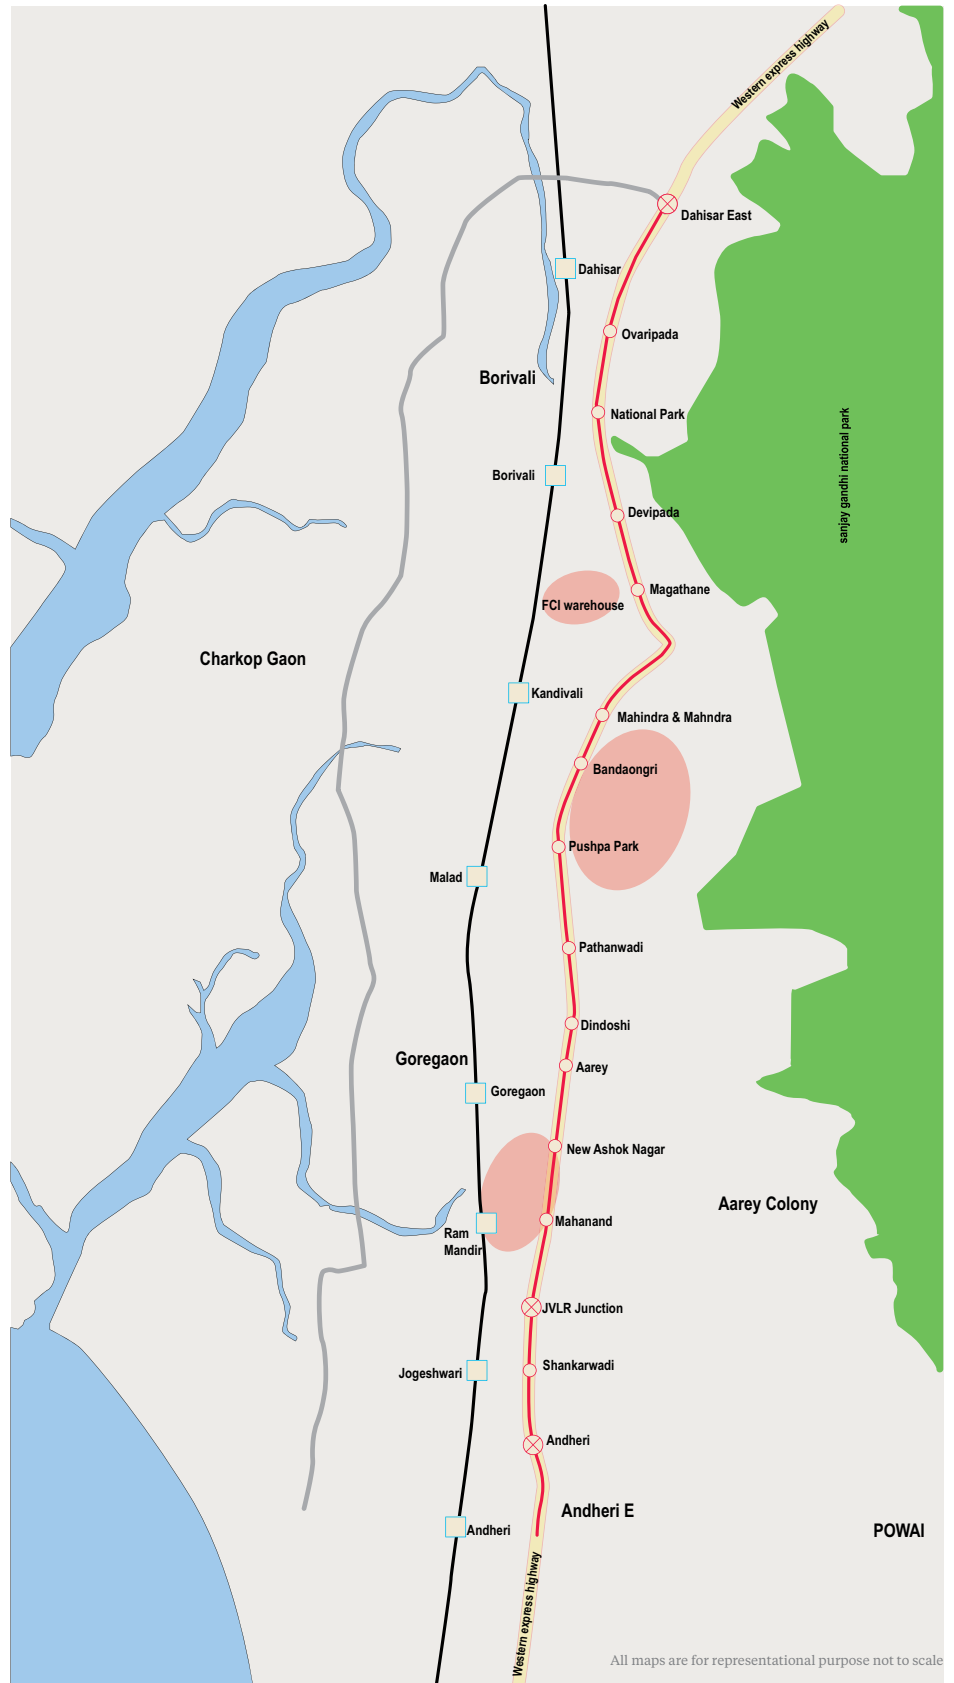 Western express highway
Dahisar East
Dahisar
Ovaripada
Borivali
National Park
sanjay gandhi national park
Borivali
Devipada
Magathane
FCI warehouse
Charkop Gaon
Kandivali
Mahindra & Mahndra
Bandaongri
Pushpa Park
Malad
Pathanwadi
Dindoshi
Goregaon
Aarey
Goregaon
New Ashok Nagar
Aarey Colony
Mahanand
Ram
Mandir
JVLR Junction
Shankarwadi
Jogeshwari
Andheri
Andheri E
Andheri
POWAI
Western express highway
All maps are for representational purpose not to scale